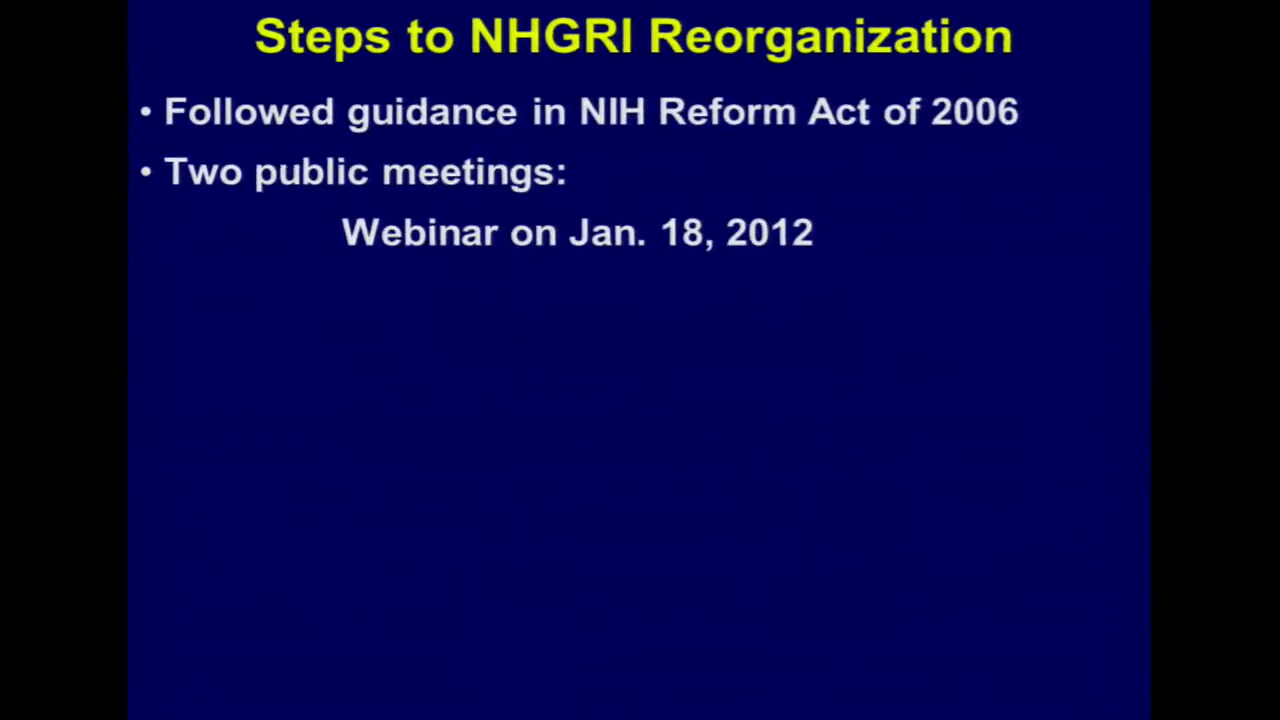 Steps to NHGRI Reorganization
• Followed guidance in NIH Reform Act of 2006
• Two public meetings:
Webinar on Jan. 18, 2012